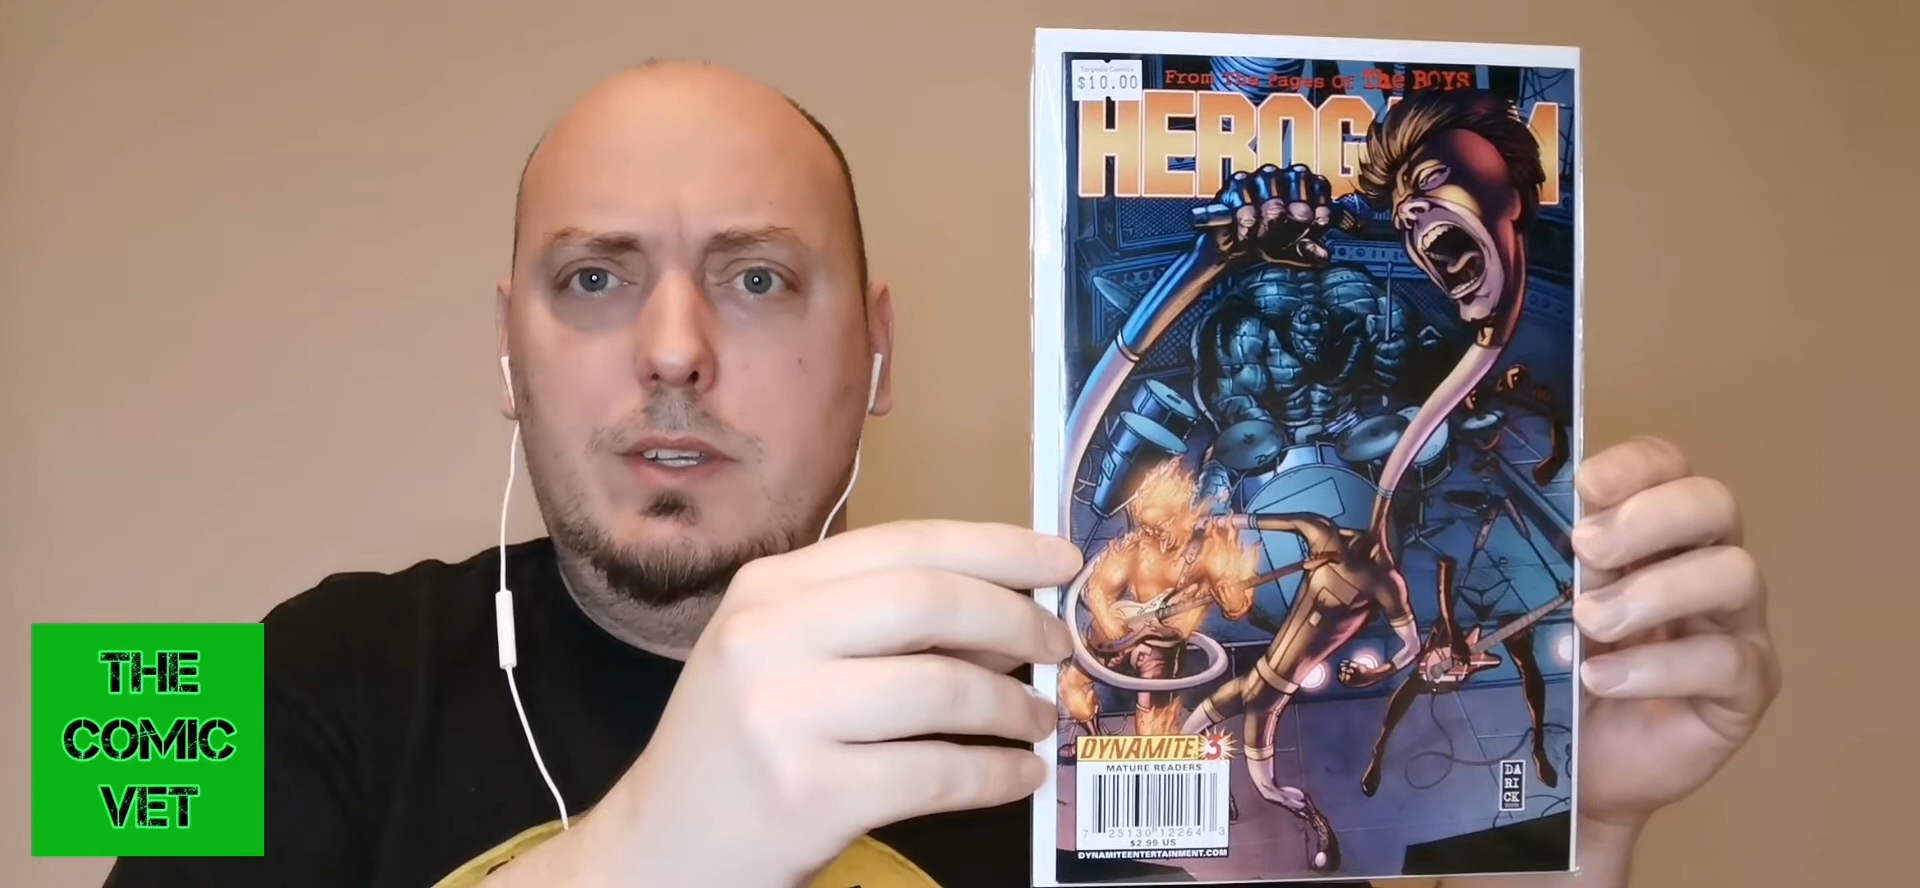 Torpedo Comics
$10.00
From The Pages Of The BOYS
HEROGA M
THE
COMIC
VET
DYNAMITE. 3
MATURE READERS
7 25130 12264 3
$2.99 US
DYNAMITEENTERTAINMENT.COM
DA
RI
CK